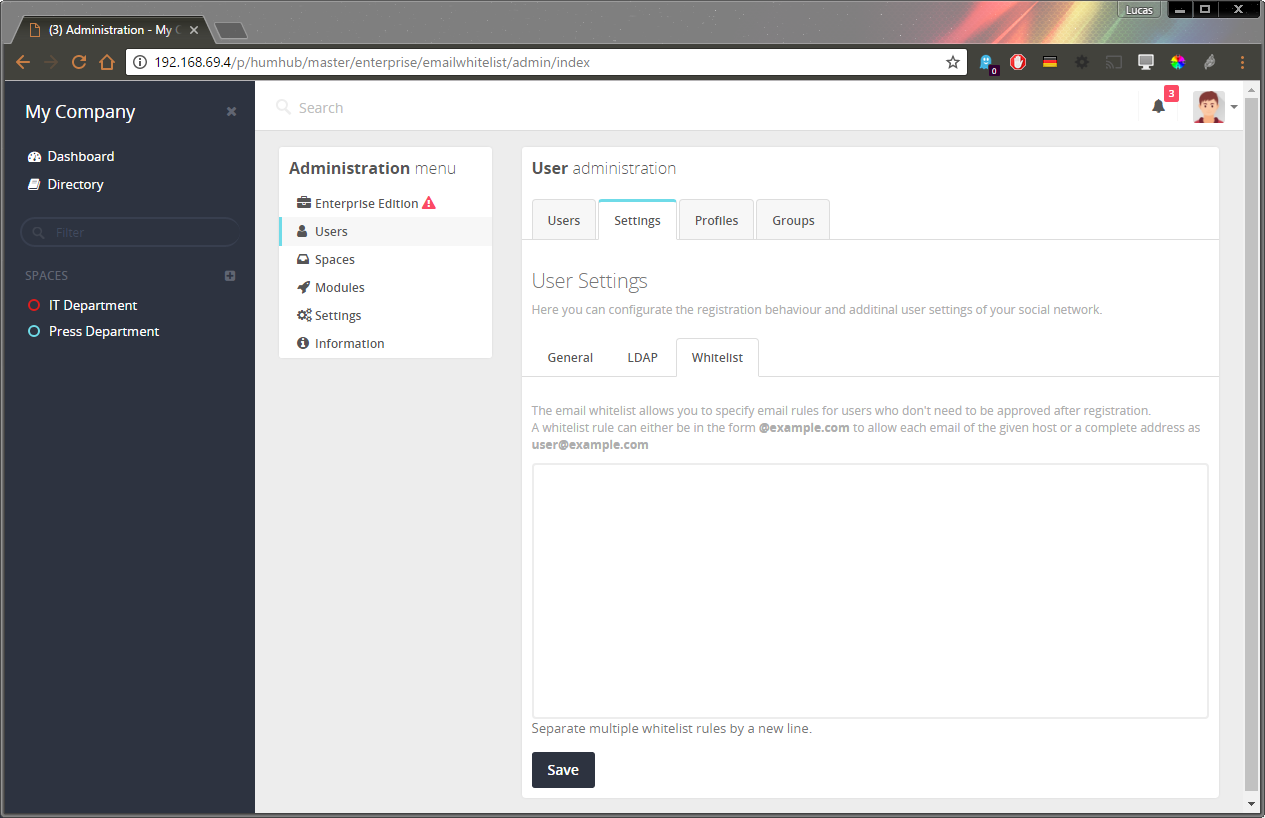 Lucas
(3) Administration - My C
192.168.69.4/p/humhub/master/enterprise/emailwhitelist/admin/index
0
My Company
Search
3
Dashboard
Directory
Filter
SPACES
IT Department
Press Department
Administration menu
Enterprise Edition
Users
Spaces
Modules
Settings
Information
User administration
Users
Settings
Profiles
Groups
User Settings
Here you can configurate the registration behaviour and additinal user settings of your social network.
General
LDAP
Whitelist
The email whitelist allows you to specify email rules for users who don't need to be approved after registration.
A whitelist rule can either be in the form @example.com to allow each email of the given host or a complete address as
user@example.com
Separate multiple whitelist rules by a new line.
Save